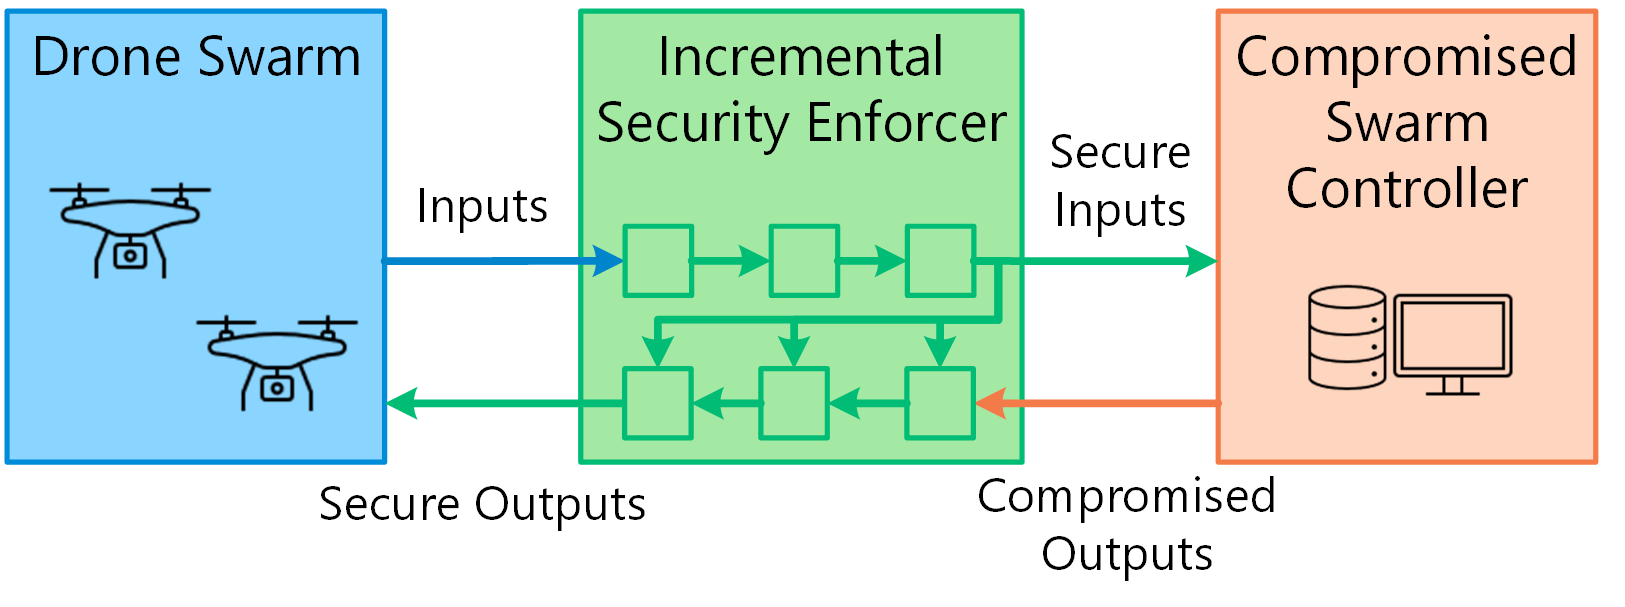 Drone Swarm
Incremental
Security Enforcer
Compromised
Swarm
Controller
Inputs
Secure
Inputs
Secure Outputs
Compromised
Outputs